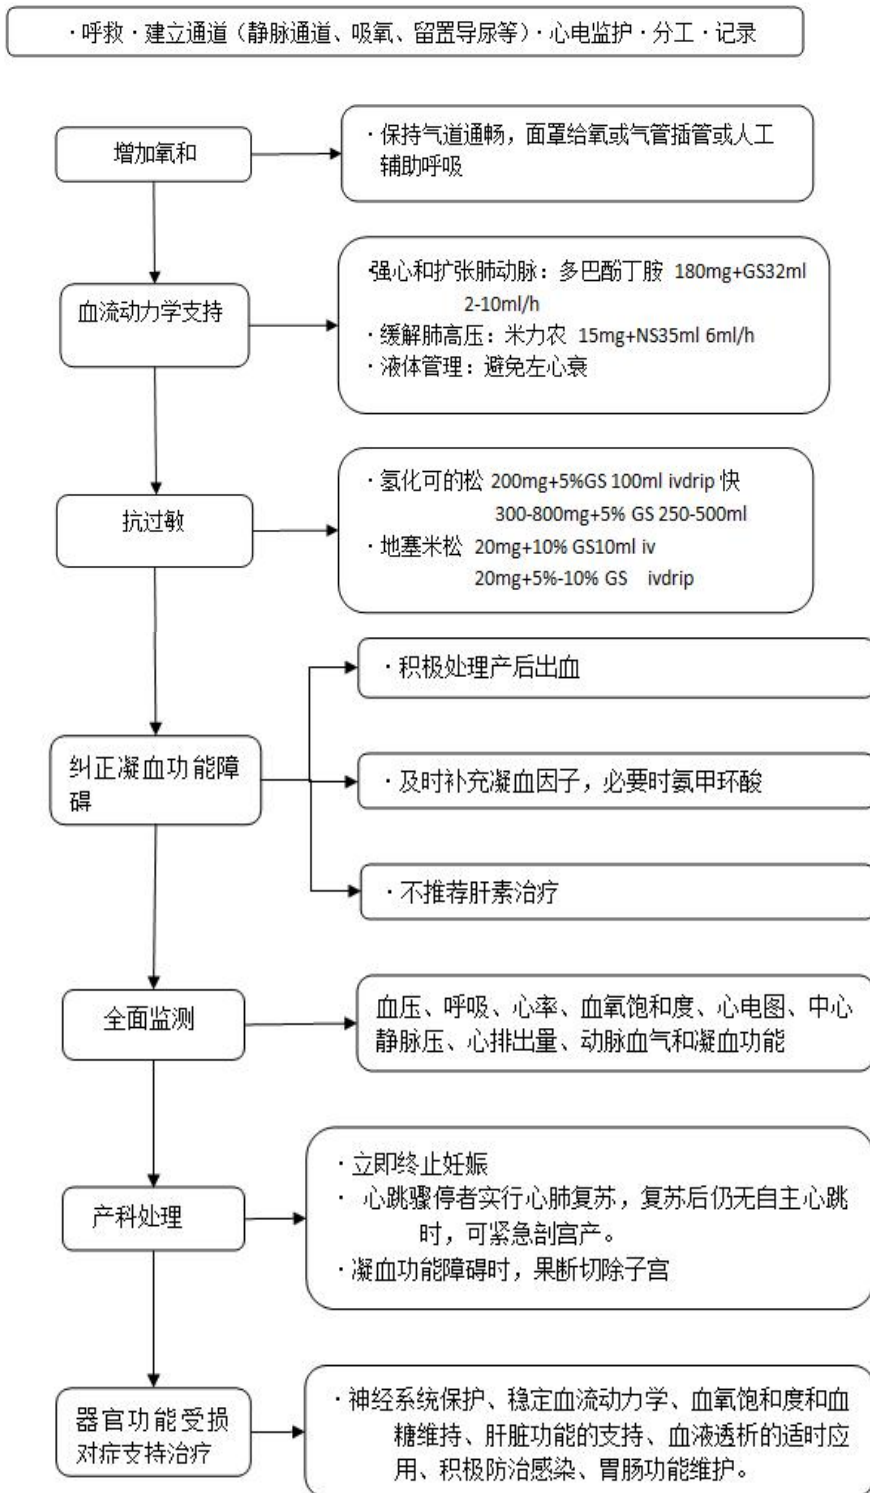 ·呼救·建立通道（静脉通道、吸氧、留置导尿等）·心电监护·分工·记录
增加氧和
·保持气道通畅，面罩给氧或气管插管或人工
辅助呼吸
血流动力学支持
·强心和扩张肺动脉：多巴酚丁胺 180mg+GS32ml
2-10ml/h
·缓解肺高压：米力农 15mg+NS35ml 6ml/h
·液体管理：避免左心衰
抗过敏
·氢化可的松 200mg+5%GS 100ml ivdrip 快
300-800mg+5% GS 250-500ml
·地塞米松 20mg+10% GS10ml iv
20mg+5%-10% GS ivdrip
·积极处理产后出血
纠正凝血功能障
碍
·及时补充凝血因子，必要时氨甲环酸
·不推荐肝素治疗
全面监测
血压、呼吸、心率、血氧饱和度、心电图、中心
静脉压、心排出量、动脉血气和凝血功能
产科处理
·立即终止妊娠
· 心跳骤停者实行心肺复苏，复苏后仍无自主心跳
时，可紧急剖宫产。
·凝血功能障碍时，果断切除子宫
器官功能受损
对症支持治疗
·神经系统保护、稳定血流动力学、血氧饱和度和血
糖维持、肝脏功能的支持、血液透析的适时应
用、积极防治感染、胃肠功能维护。